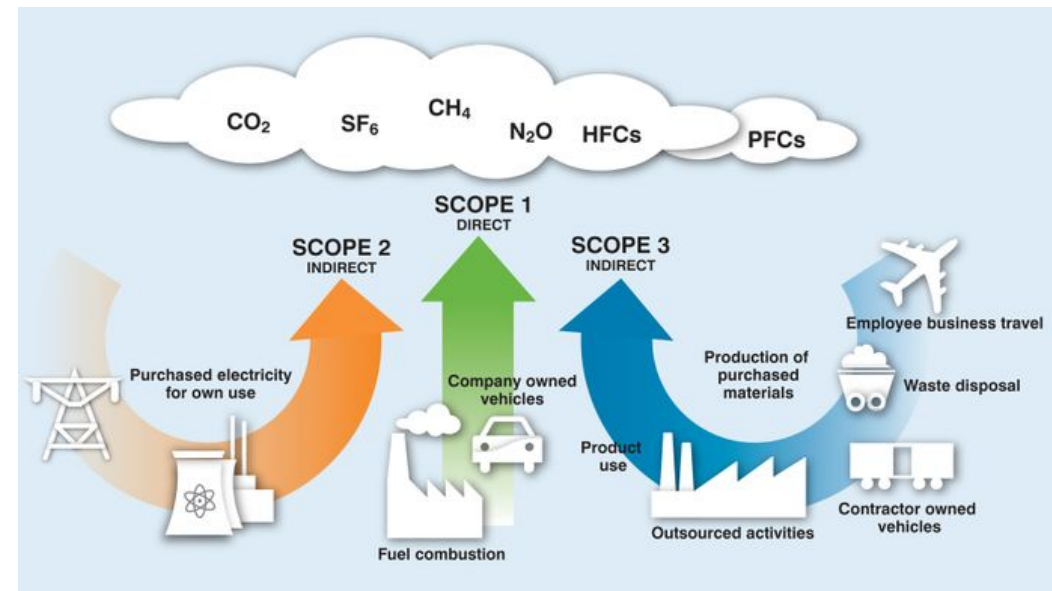 CO₂
SF₆
CH₄
N₂O
HFCs
PFCs
SCOPE 1
DIRECT
SCOPE 2
INDIRECT
SCOPE 3
INDIRECT
Employee business travel
Purchased electricity
for own use
Company owned
vehicles
Production of
purchased
materials
Waste disposal
Product
use
Contractor owned
vehicles
Outsourced activities
Fuel combustion